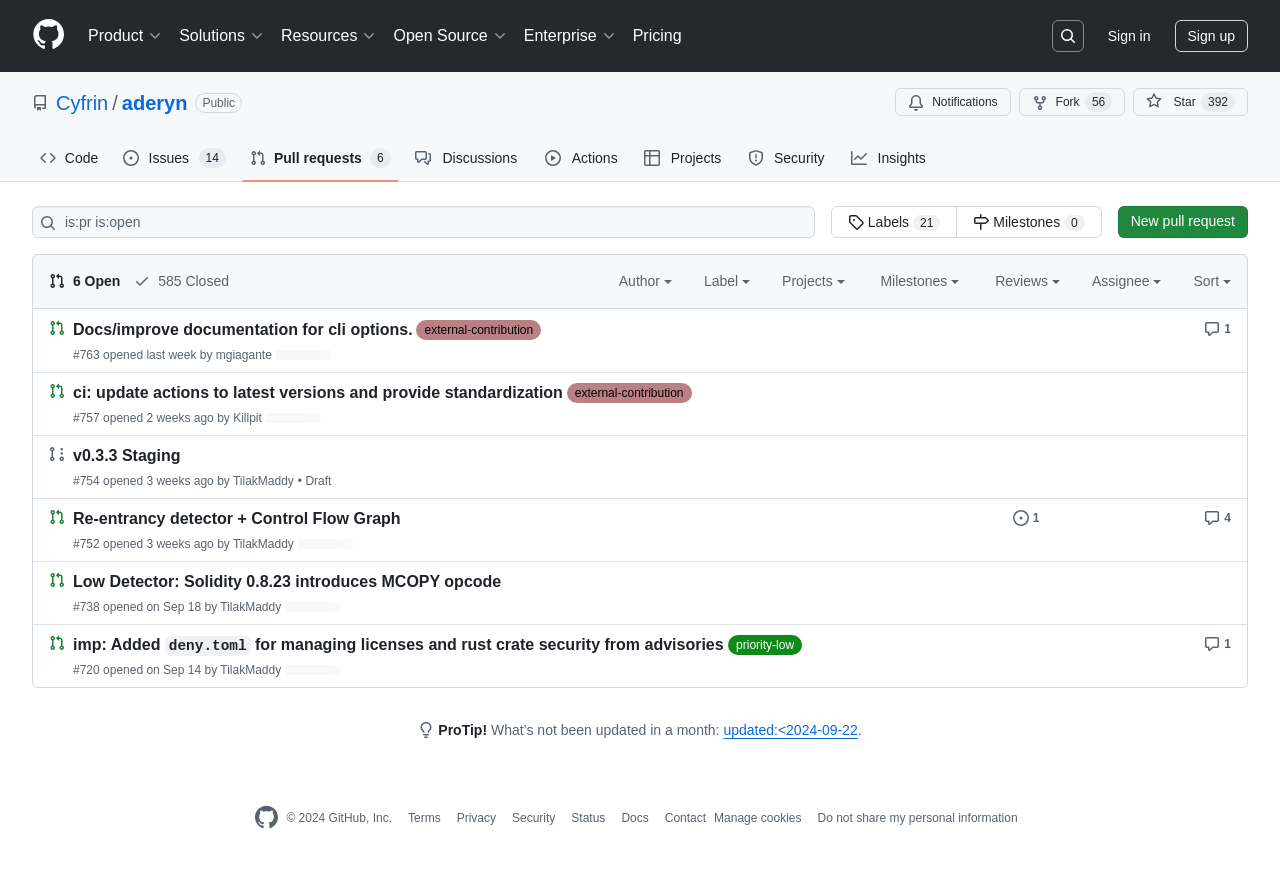 Product Solutions Resources Open Source Enterprise Pricing Sign in Sign up
Cyfrin / aderyn Public Notifications Fork 56 Star 392
Code Issues 14 Pull requests 6 Discussions Actions Projects Security Insights
is:pr is:open Labels 21 Milestones 0 New pull request
6 Open 585 Closed Author Label Projects Milestones Reviews Assignee Sort
Docs/improve documentation for cli options. external-contribution 1
#763 opened last week by mgiagante
ci: update actions to latest versions and provide standardization external-contribution
#757 opened 2 weeks ago by Killpit
v0.3.3 Staging
#754 opened 3 weeks ago by TilakMaddy • Draft
Re-entrancy detector + Control Flow Graph 1 4
#752 opened 3 weeks ago by TilakMaddy
Low Detector: Solidity 0.8.23 introduces MCOPY opcode
#738 opened on Sep 18 by TilakMaddy
imp: Added deny.toml for managing licenses and rust crate security from advisories priority-low 1
#720 opened on Sep 14 by TilakMaddy
ProTip! What's not been updated in a month: updated:<2024-09-22.
© 2024 GitHub, Inc. Terms Privacy Security Status Docs Contact Manage cookies Do not share my personal information